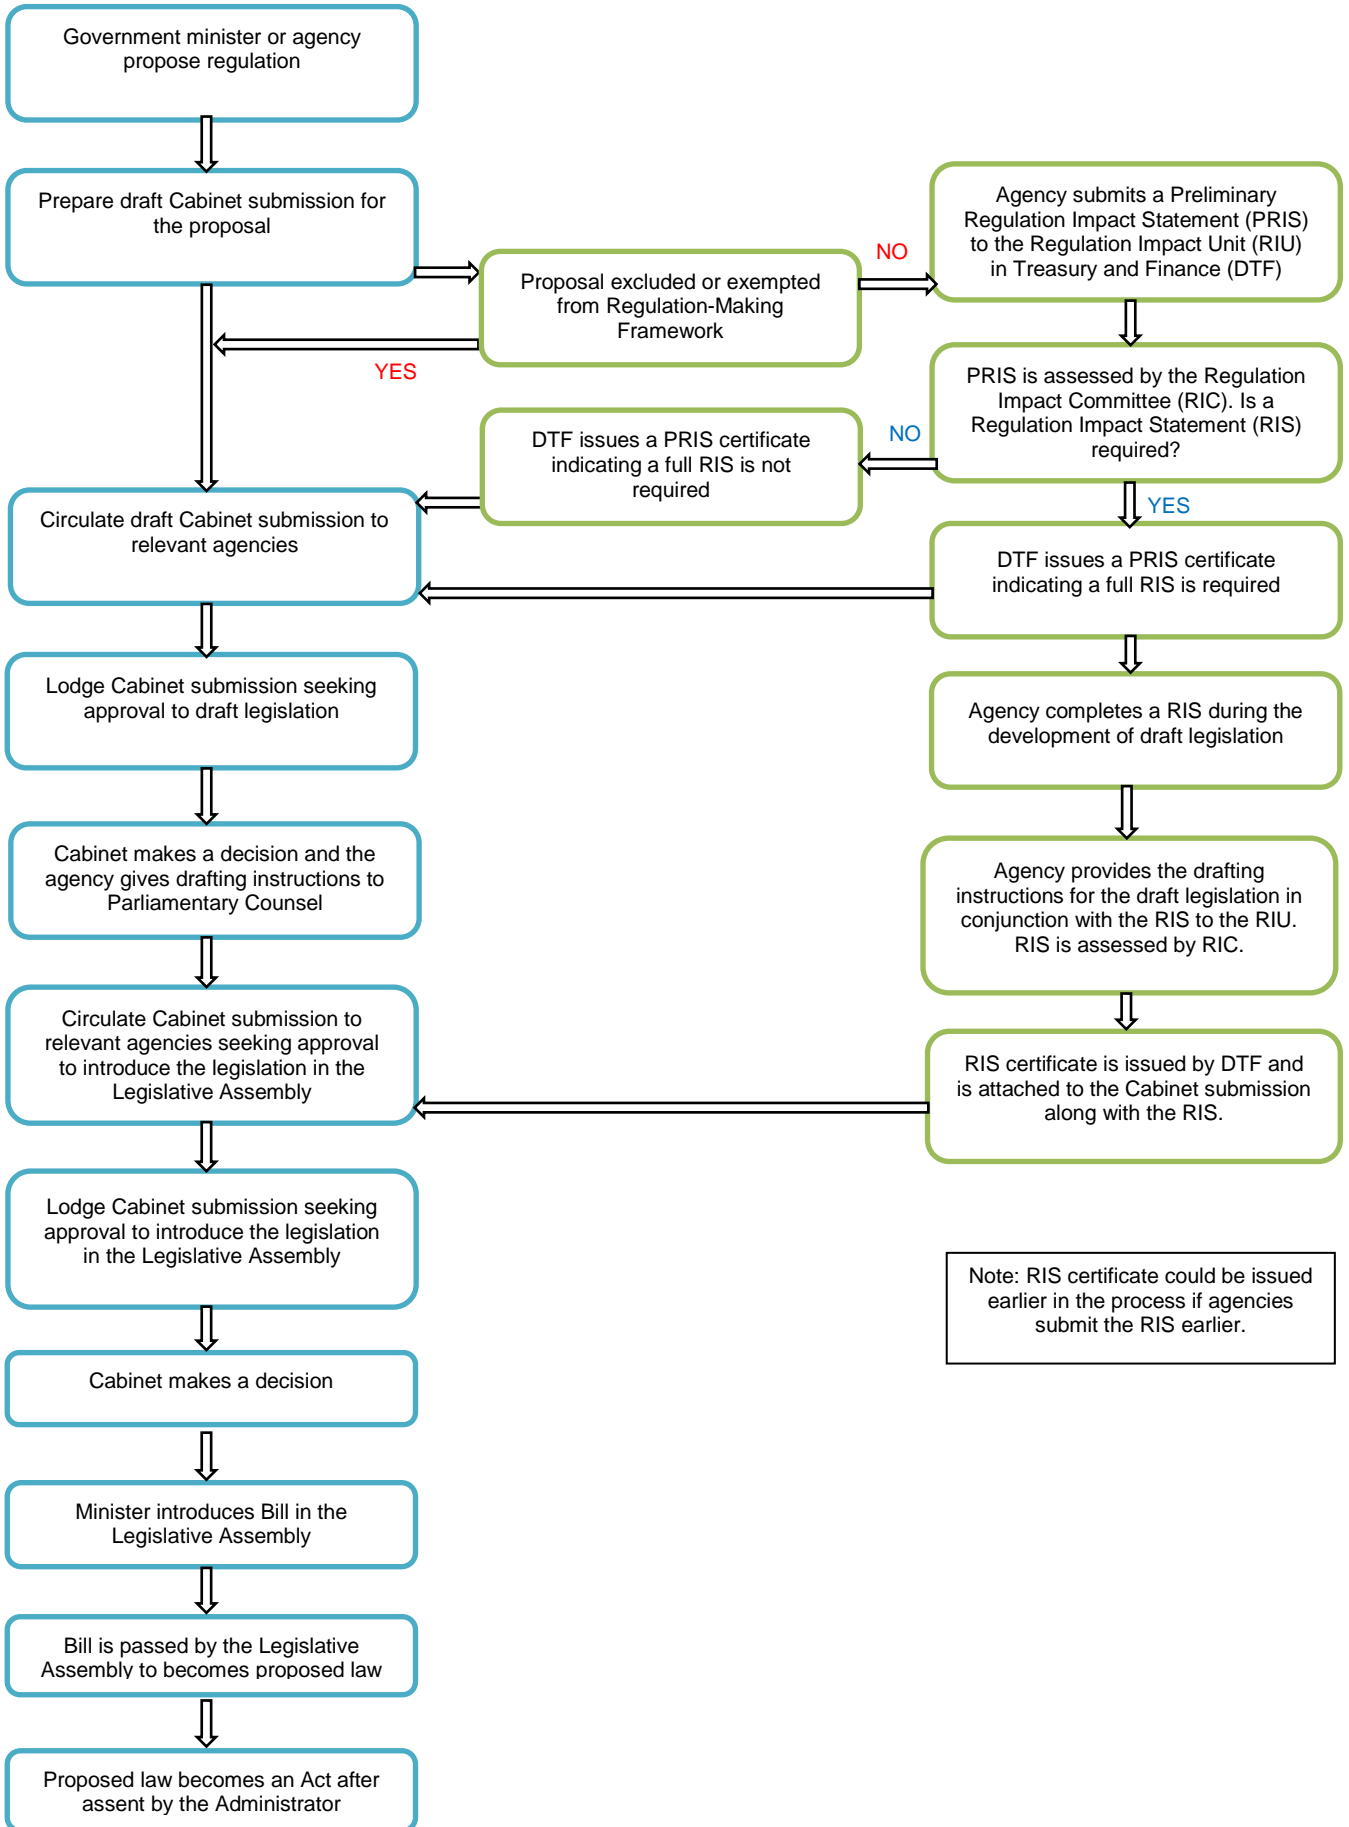 Government minister or agency
propose regulation
Prepare draft Cabinet submission for
the proposal
Proposal excluded or exempted
from Regulation-Making
Framework
NO
YES
Agency submits a Preliminary
Regulation Impact Statement (PRIS)
to the Regulation Impact Unit (RIU)
in Treasury and Finance (DTF)
PRIS is assessed by the Regulation
Impact Committee (RIC). Is a
Regulation Impact Statement (RIS)
required?
NO
YES
DTF issues a PRIS certificate
indicating a full RIS is not
required
Circulate draft Cabinet submission to
relevant agencies
DTF issues a PRIS certificate
indicating a full RIS is required
Lodge Cabinet submission seeking
approval to draft legislation
Agency completes a RIS during the
development of draft legislation
Cabinet makes a decision and the
agency gives drafting instructions to
Parliamentary Counsel
Agency provides the drafting
instructions for the draft legislation in
conjunction with the RIS to the RIU.
RIS is assessed by RIC.
Circulate Cabinet submission to
relevant agencies seeking approval
to introduce the legislation in the
Legislative Assembly
RIS certificate is issued by DTF and
is attached to the Cabinet submission
along with the RIS.
Lodge Cabinet submission seeking
approval to introduce the legislation
in the Legislative Assembly
Note: RIS certificate could be issued
earlier in the process if agencies
submit the RIS earlier.
Cabinet makes a decision
Minister introduces Bill in the
Legislative Assembly
Bill is passed by the Legislative
Assembly to becomes proposed law
Proposed law becomes an Act after
assent by the Administrator